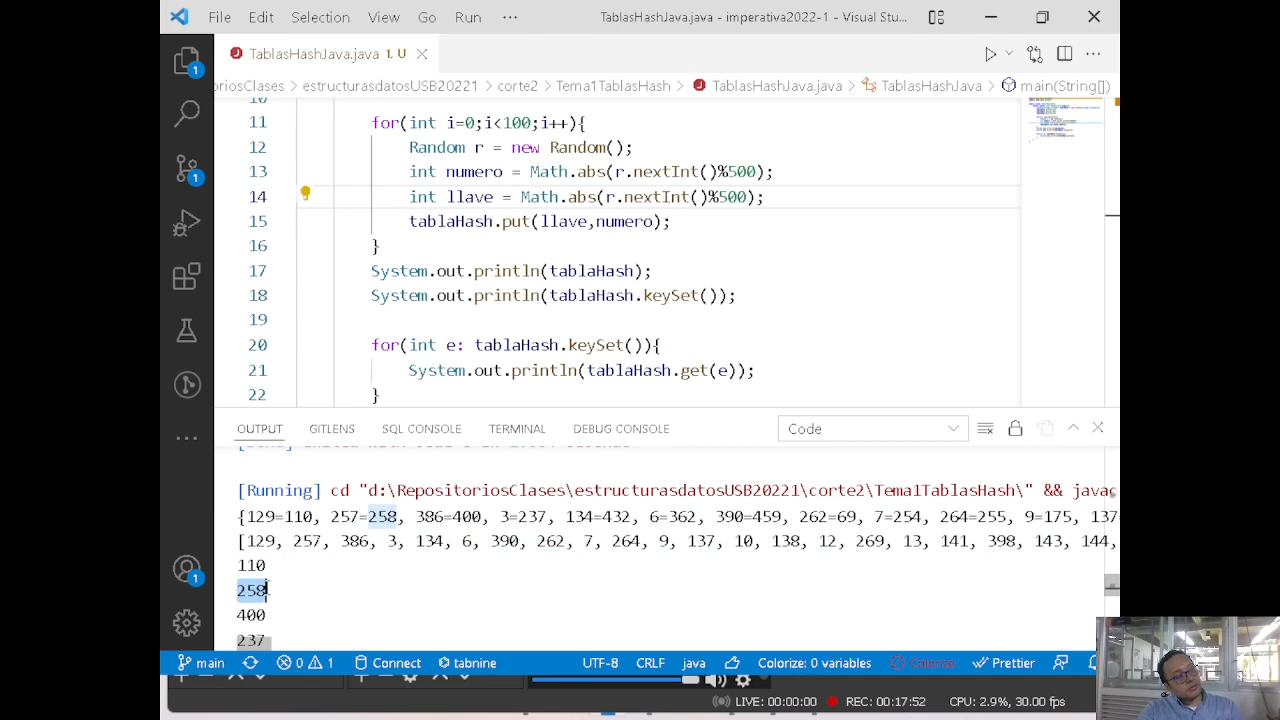 File Edit Selection View Go Run ··· TablasHashJava.java - imperativa2022-1 - Visual Stu...
TablasHashJava.java 1, U
oriosClases > estructurasdatosUSB20221 > corte2 > Tema1TablasHash > TablasHashJava.java > TablasHashJava > main(String[])
10
11 for(int i=0;i<100;i++){
12 Random r = new Random();
13 int numero = Math.abs(r.nextInt()%500);
14 int llave = Math.abs(r.nextInt()%500);
15 tablaHash.put(llave,numero);
16 }
17 System.out.println(tablaHash);
18 System.out.println(tablaHash.keySet());
19
20 for(int e: tablaHash.keySet()){
21 System.out.println(tablaHash.get(e));
22 }
OUTPUT GITLENS SQL CONSOLE TERMINAL DEBUG CONSOLE Code
[Running] cd "d:\RepositoriosClases\estructurasdatosUSB20221\corte2\Tema1TablasHash\" && javac
{129=110, 257=258, 386=400, 3=237, 134=432, 6=362, 390=459, 262=69, 7=254, 264=255, 9=175, 137
[129, 257, 386, 3, 134, 6, 390, 262, 7, 264, 9, 137, 10, 138, 12, 269, 13, 141, 398, 143, 144,
110
258
400
237
main 0 1 Connect tabnine UTF-8 CRLF java Colorize: 0 variables Colorize Prettier
LIVE: 00:00:00 REC: 00:17:52 CPU: 2.9%, 30.00 fps
1
1
1